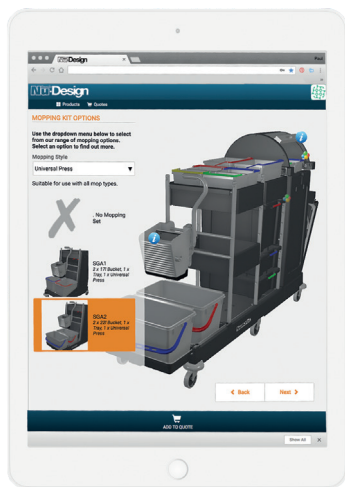 NuDesign
Paul
NuDesign
Products Quotes
MOPPING KIT OPTIONS
Use the dropdown menu below to select
from our range of mopping options.
Select an option to find out more.
Mopping Style
Universal Press
Suitable for use with all mop types.
. No Mopping
Set
SGA1
2 x 17l Bucket, 1 x
Tray, 1 x Universal
Press
SGA2
2 x 22l Bucket, 1 x
Tray, 1 x Universal
Press
Back Next
ADD TO QUOTE
Show All